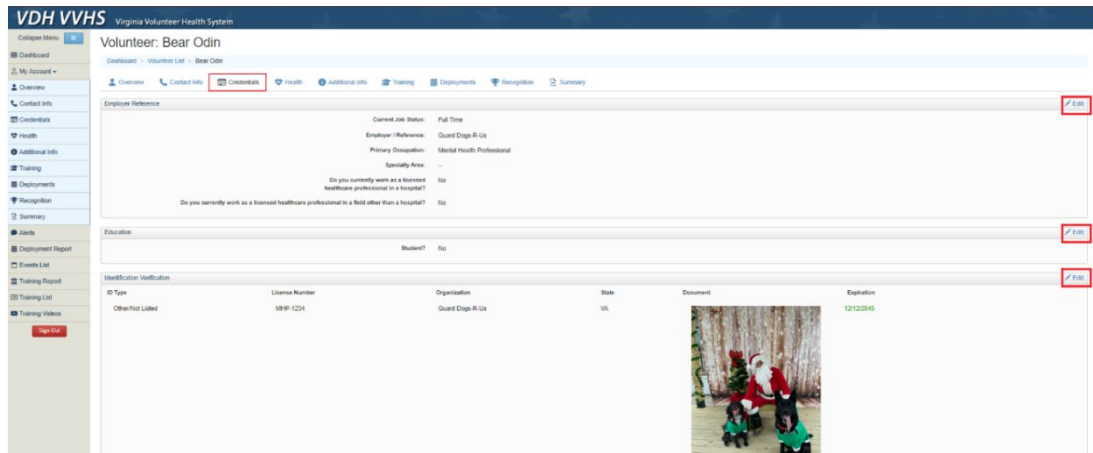 VDH VVHS Virginia Volunteer Health System
Collapse Menu
Dashboard
My Account
Overview
Contact Info
Credentials
Health
Additional Info
Training
Deployments
Recognition
Summary
Alerts
Deployment Report
Events List
Training Report
Training List
Training Videos
Sign Out
Volunteer: Bear Odin
Dashboard > Volunteer List > Bear Odin
Overview Contact Info Credentials Health Additional Info Training Deployments Recognition Summary
Employer Reference Edit
Current Job Status: Full Time
Employer / Reference: Guard Dogs-R-Us
Primary Occupation: Mental Health Professional
Specialty Area: --
Do you currently work as a licensed No
healthcare professional in a hospital?
Do you currently work as a licensed healthcare professional in a field other than a hospital? No
Education Edit
Student? No
Identification Verification Edit
ID Type License Number Organization State Document Expiration
Other/Not Listed MHP-1234 Guard Dogs-R-Us VA 12/12/2045